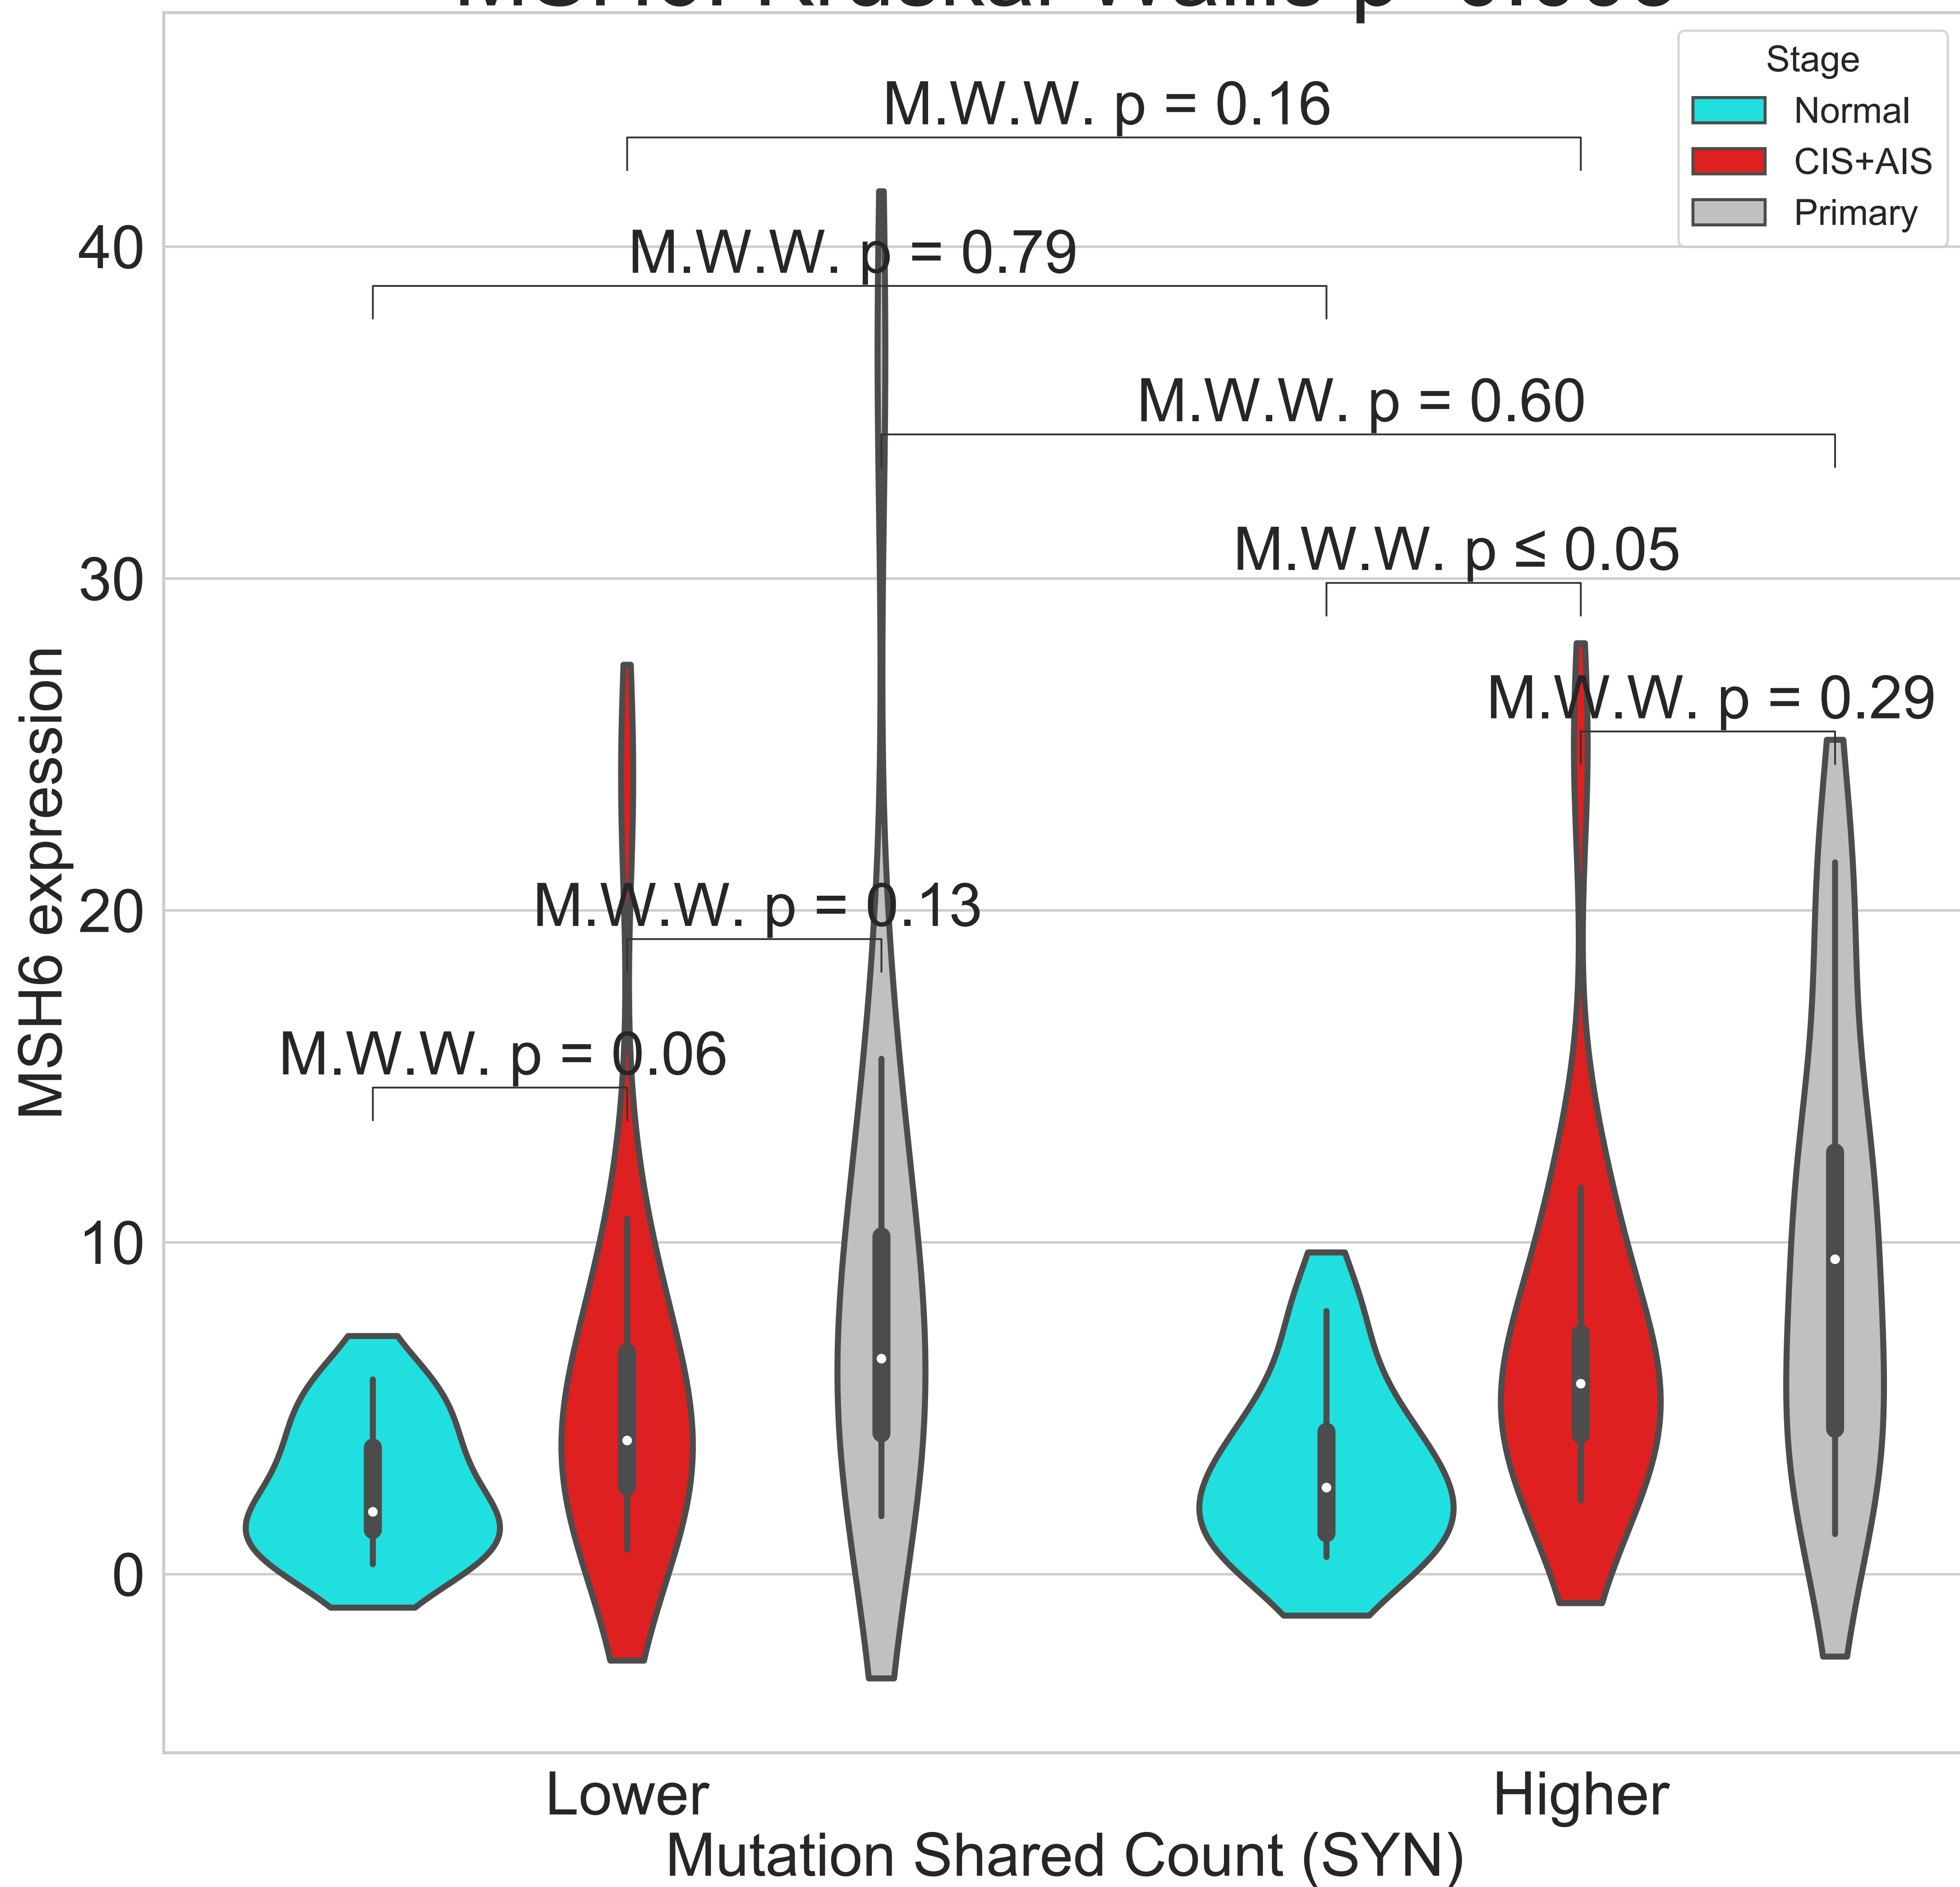 Stage
Normal
CIS+AIS
Primary
M.W.W. p = 0.16
M.W.W. p = 0.79
M.W.W. p = 0.60
M.W.W. p ≤ 0.05
M.W.W. p = 0.29
M.W.W. p = 0.13
M.W.W. p = 0.06
40
30
20
10
0
MSH6 expression
Lower
Higher
Mutation Shared Count (SYN)